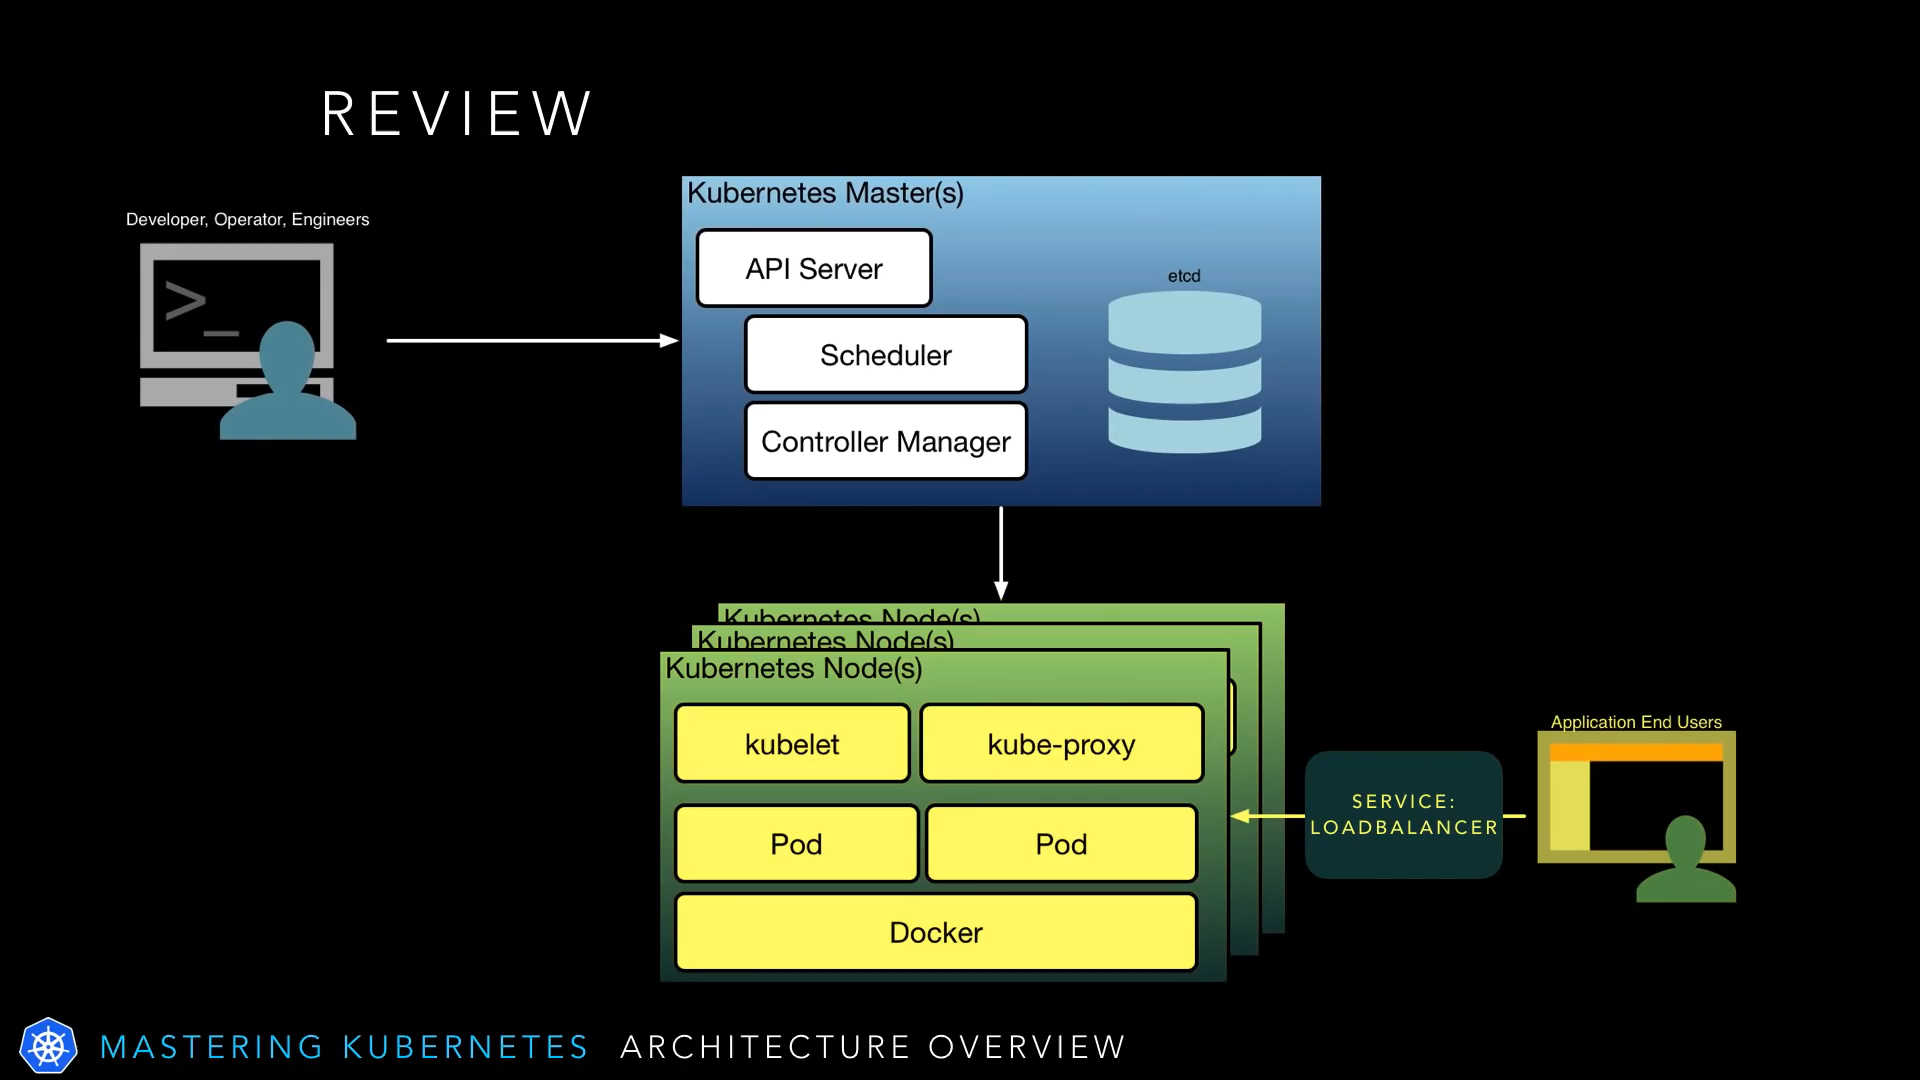 REVIEW
Developer, Operator, Engineers
>_
Kubernetes Master(s)
API Server
Scheduler
Controller Manager
etcd
Kubernetes Node(s)
Kubernetes Node(s)
Kubernetes Node(s)
kubelet
kube-proxy
Pod
Pod
Docker
SERVICE:
LOADBALANCER
Application End Users
MASTERING KUBERNETES ARCHITECTURE OVERVIEW